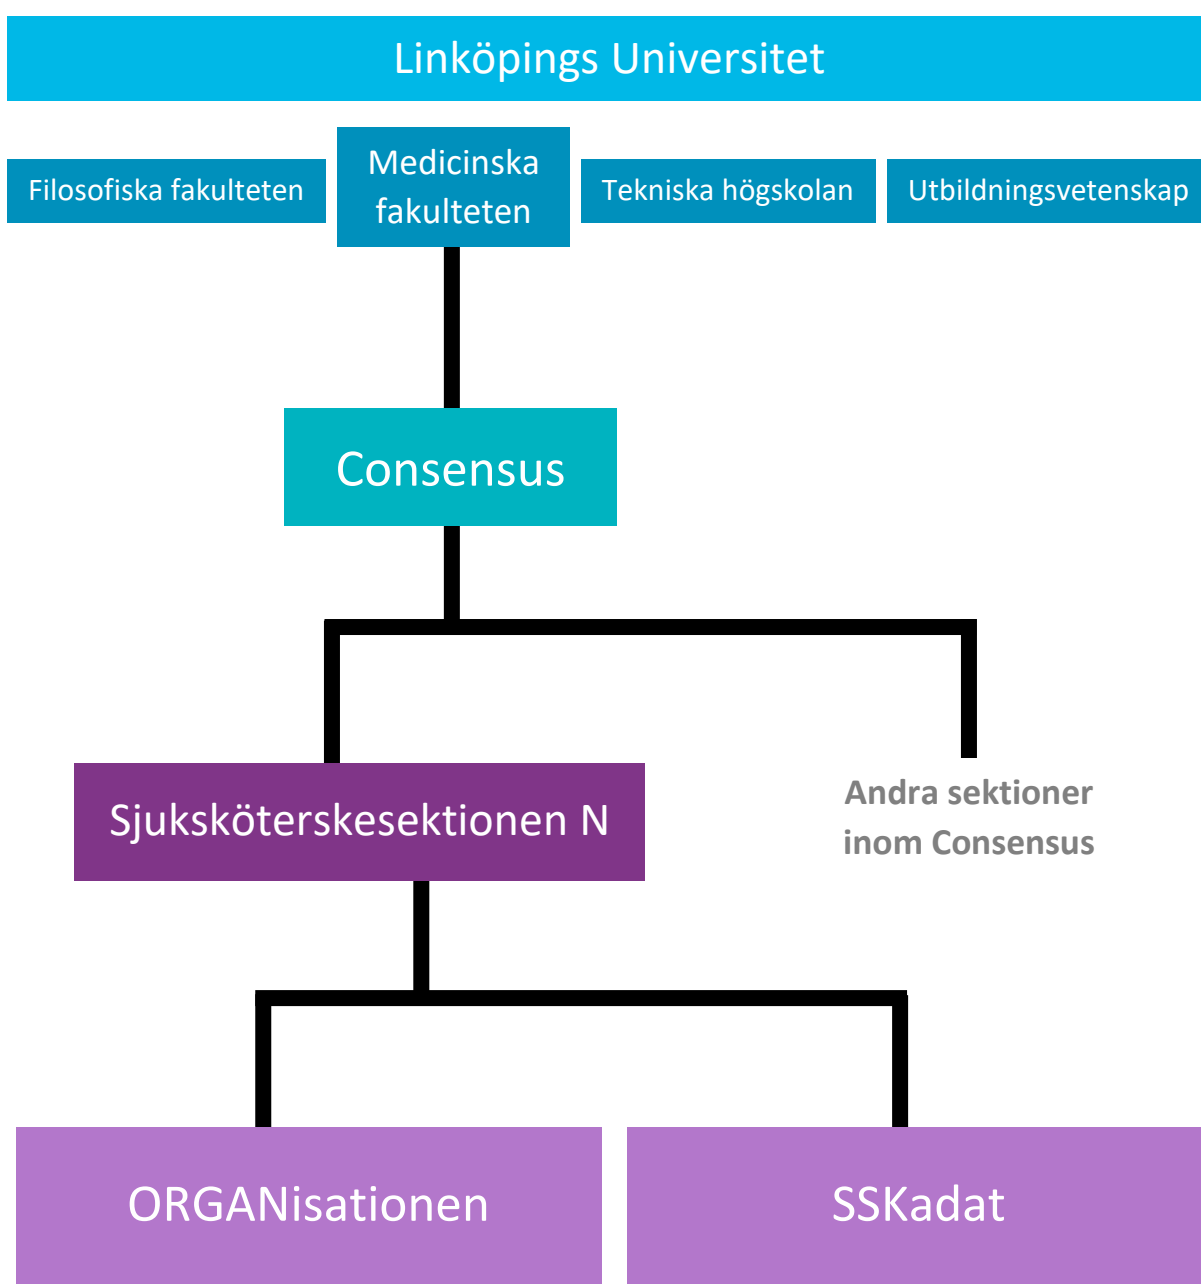 Linköpings Universitet
Filosofiska fakulteten
Medicinska
fakulteten
Tekniska högskolan
Utbildningsvetenskap
Consensus
Sjuksköterskesektionen N
Andra sektioner
inom Consensus
ORGANisationen
SSKadat